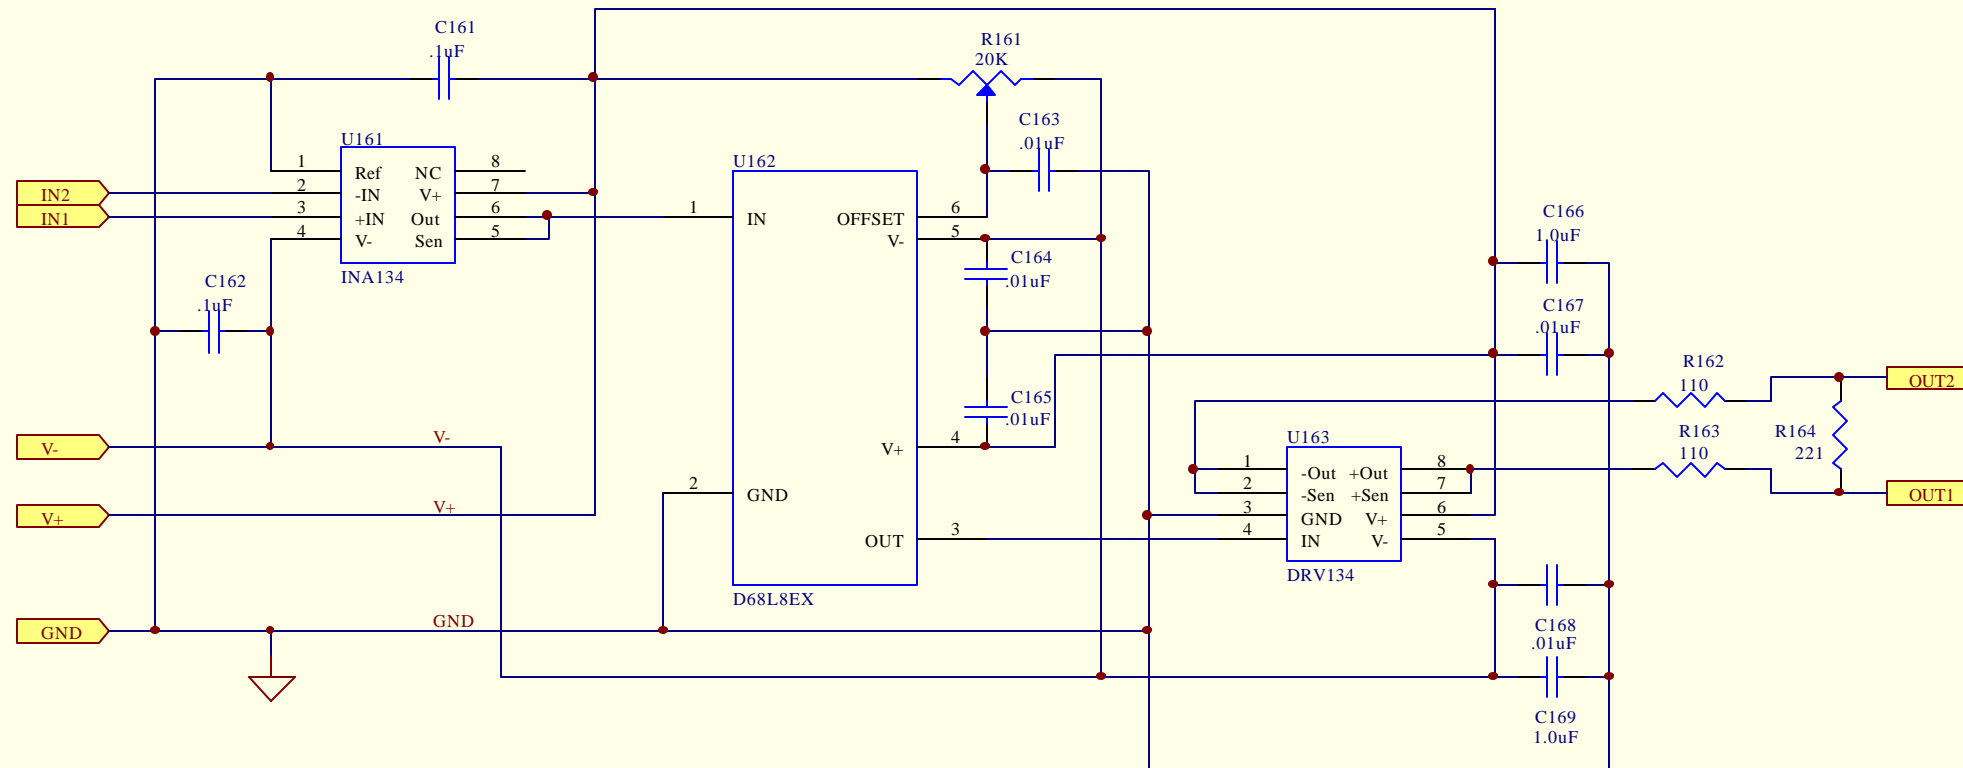 C161
.1uF
R161
20K
C163
.01uF
U161
1 Ref NC 8
2 -IN V+ 7
3 +IN Out 6
4 V- Sen 5
INA134
IN2
IN1
C162
.1uF
U162
1 IN OFFSET 6
V- 5
C164
.01uF
C165
.01uF
V+ 4
2 GND
OUT 3
D68L8EX
C166
1.0uF
C167
.01uF
R162
110
OUT2
R163
110
R164
221
OUT1
U163
1 -Out +Out 8
2 -Sen +Sen 7
3 GND V+ 6
4 IN V- 5
DRV134
V- V-
V+ V+
GND GND
C168
.01uF
C169
1.0uF